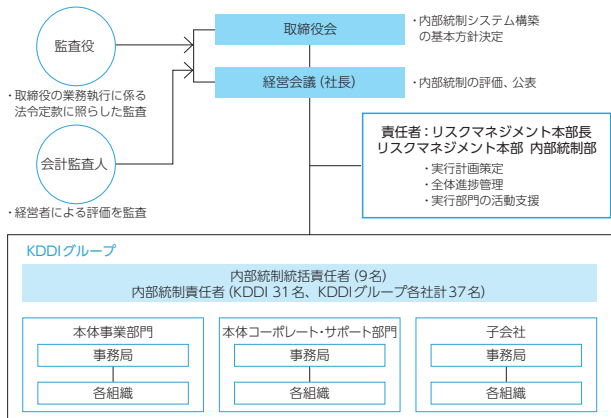 監査役
・取締役の業務執行に係る
法令定款に照らした監査
会計監査人
・経営者による評価を監査
取締役会
・内部統制システム構築
の基本方針決定
経営会議(社長)
・内部統制の評価、公表
責任者：リスクマネジメント本部長
リスクマネジメント本部 内部統制部
・実行計画策定
・全体進捗管理
・実行部門の活動支援
KDDIグループ
内部統制統括責任者(9名)
内部統制責任者(KDDI 31名、KDDIグループ各社計37名)
本体事業部門
事務局
各組織
本体コーポレート・サポート部門
事務局
各組織
子会社
事務局
各組織